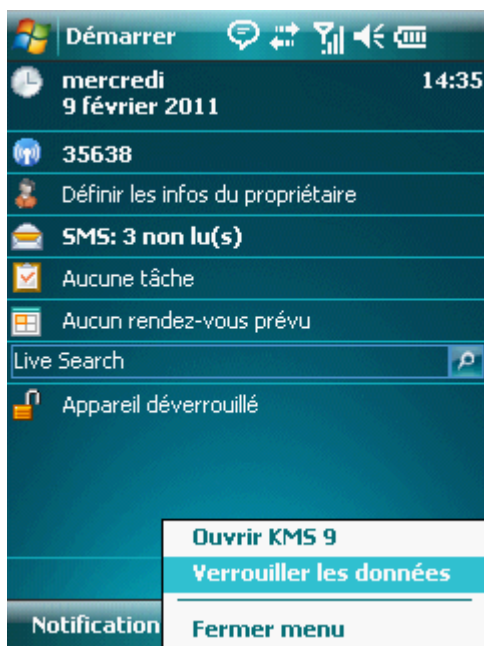 Démarrer
mercredi 14:35
9 février 2011
35638
Définir les infos du propriétaire
SMS: 3 non lu(s)
Aucune tâche
Aucun rendez-vous prévu
Live Search
Appareil déverrouillé
Ouvrir KMS 9
Verrouiller les données
Notification Fermer menu